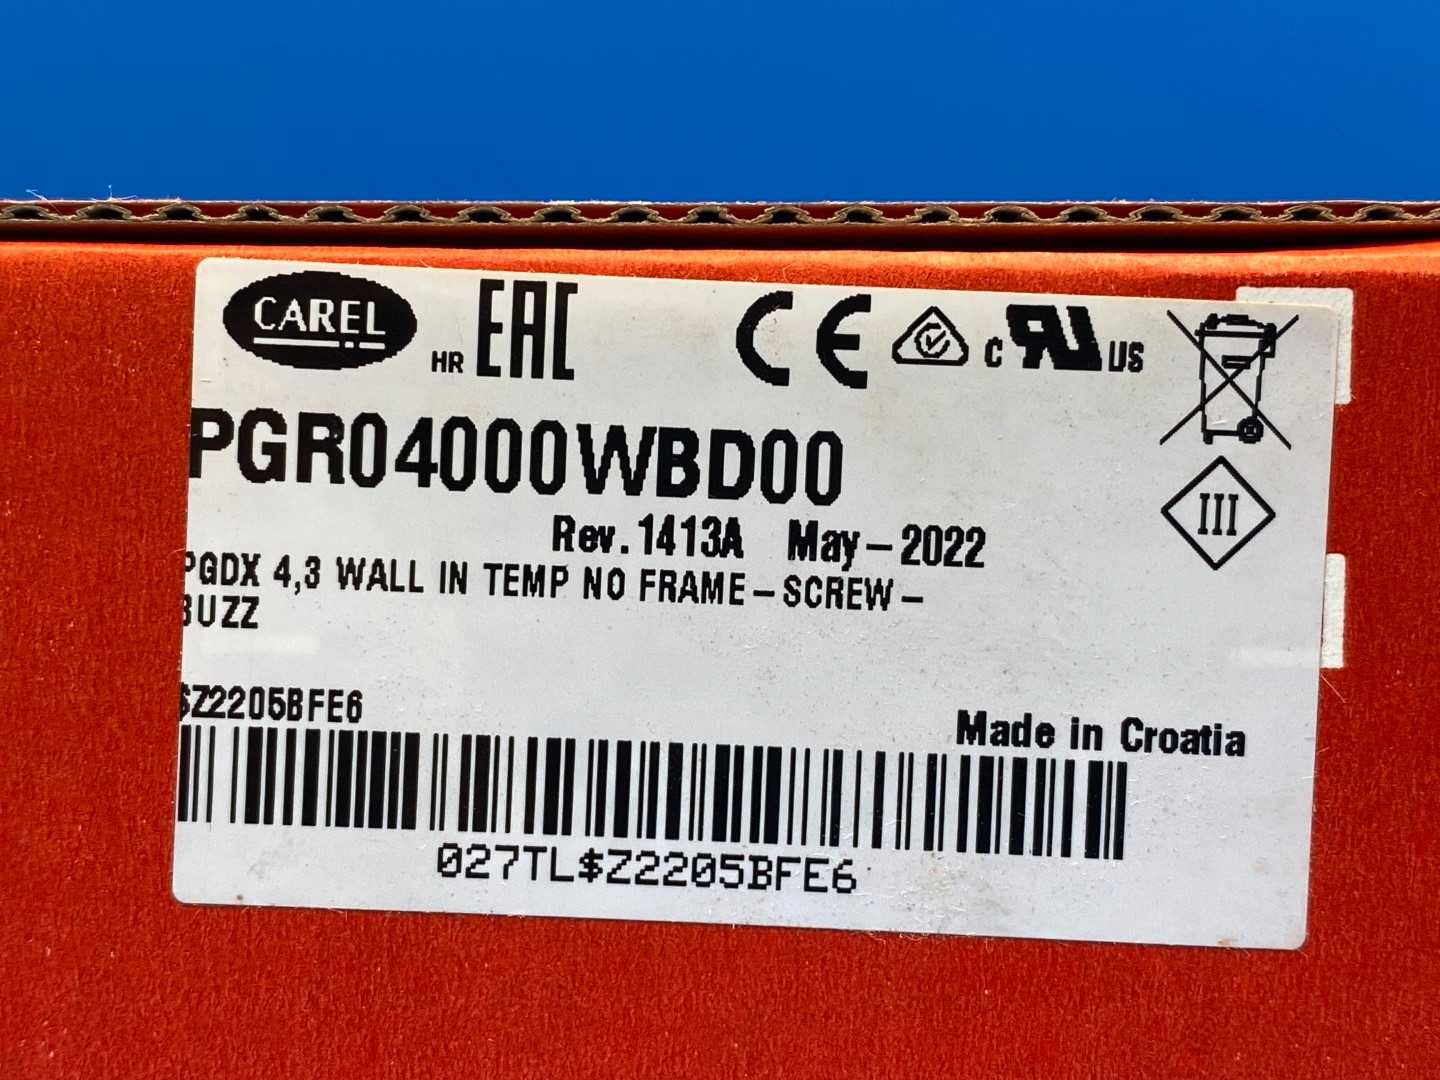 CAREL
HR EAC CE c RU US
PGR04000WBD00
Rev.1413A May-2022
III
PGDX 4,3 WALL IN TEMP NO FRAME-SCREW-
BUZZ
$Z2205BFE6
Made in Croatia
027TL$Z2205BFE6